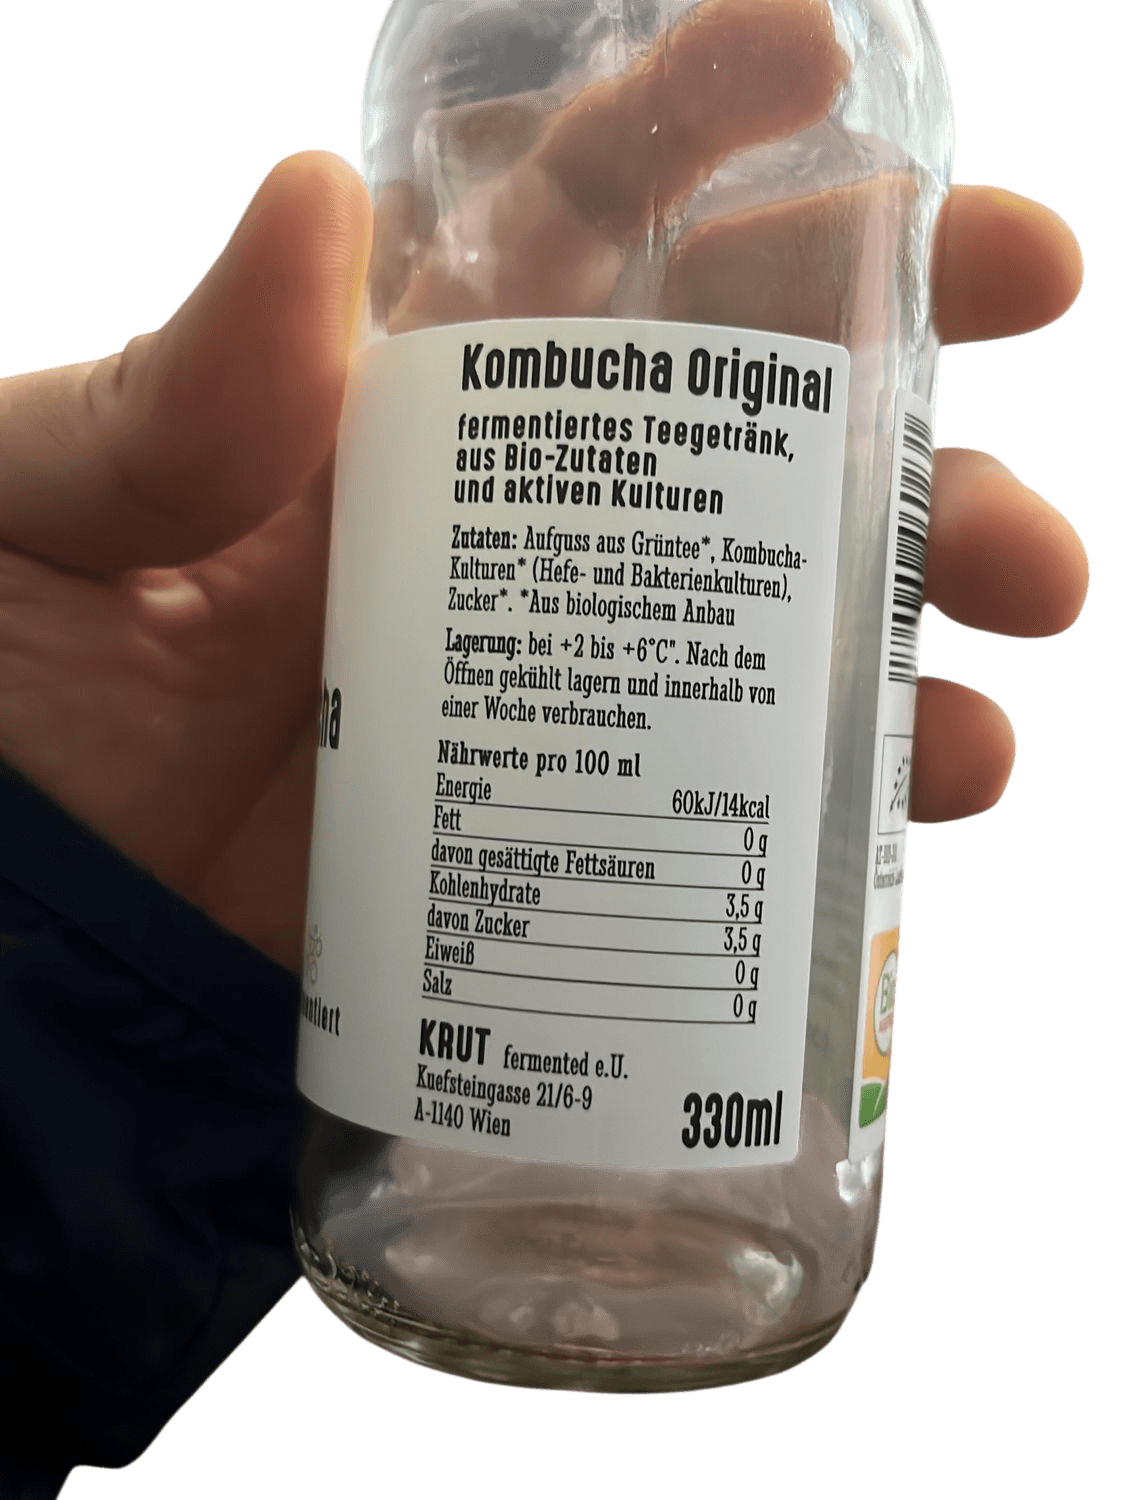 Kombucha Original
fermentiertes Teegetränk,
aus Bio-Zutaten
und aktiven Kulturen
Zutaten: Aufguss aus Grüntee*, Kombucha-
Kulturen* (Hefe- und Bakterienkulturen),
Zucker*. *Aus biologischem Anbau
Lagerung: bei +2 bis +6°C". Nach dem
Öffnen gekühlt lagern und innerhalb von
einer Woche verbrauchen.
Nährwerte pro 100 ml
Energie 60kJ/14kcal
Fett 0 g
davon gesättigte Fettsäuren 0 g
Kohlenhydrate 3,5 g
davon Zucker 3,5 g
Eiweiß 0 g
Salz 0 g
KRUT fermented e.U.
Kuefsteingasse 21/6-9
A-1140 Wien
330ml